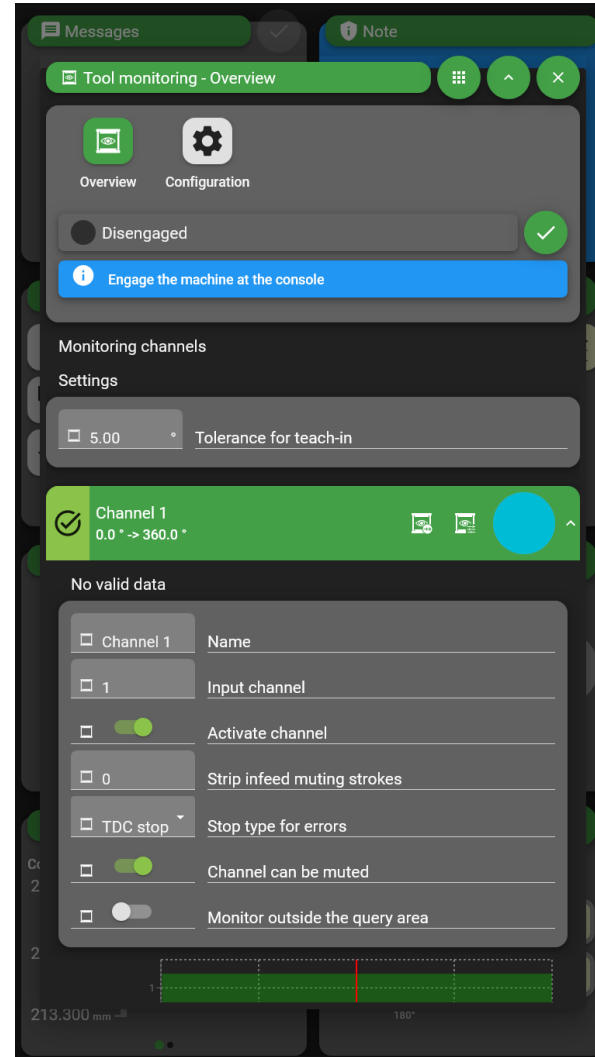 Messages
Note
Tool monitoring - Overview
Overview
Configuration
Disengaged
Engage the machine at the console
Monitoring channels
Settings
5.00 °
Tolerance for teach-in
Channel 1
0.0 ° -> 360.0 °
No valid data
Channel 1
Name
1
Input channel
Activate channel
0
Strip infeed muting strokes
TDC stop
Stop type for errors
Channel can be muted
Monitor outside the query area
2
2
1
213.300 mm
180°